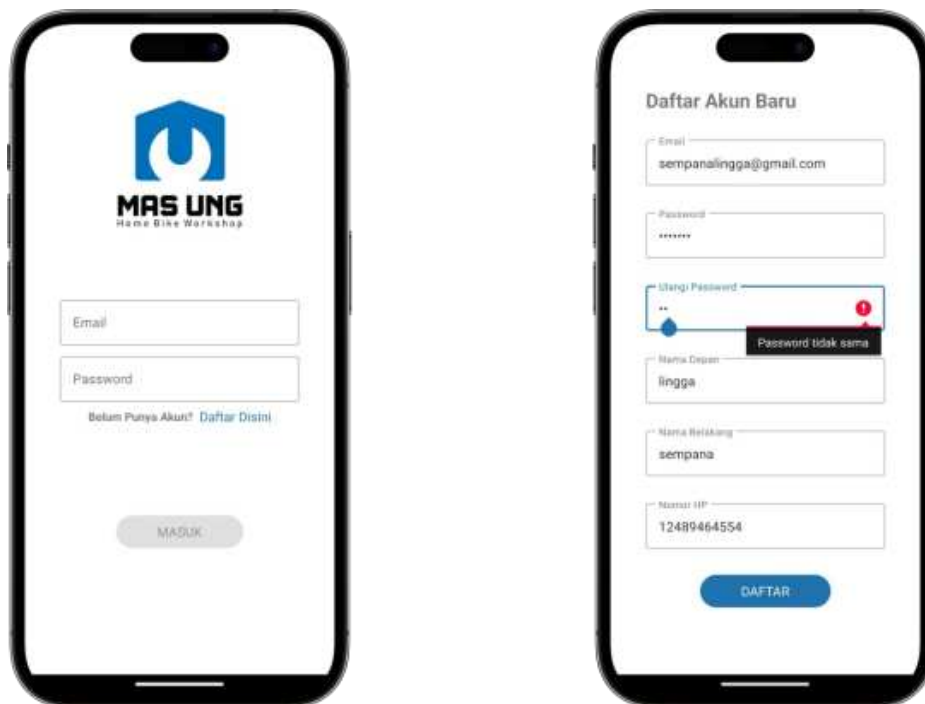 MAS UNG
Home Bike Workshop
Email
Password
Belum Punya Akun? Daftar Disini
MASUK
Daftar Akun Baru
Email
sempanalingga@gmail.com
Password
•••••••
Ulangi Password
••
!
Password tidak sama
Nama Depan
lingga
Nama Belakang
sempana
Nomor HP
12489464554
DAFTAR